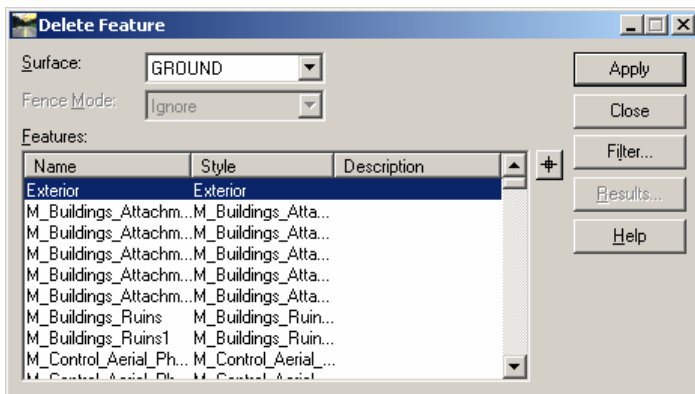 Delete Feature
Surface: GROUND
Apply
Fence Mode: Ignore
Close
Features:
Filter...
Name Style Description
Results...
Exterior Exterior
Help
M_Buildings_Attachm...M_Buildings_Atta...
M_Buildings_Attachm...M_Buildings_Atta...
M_Buildings_Attachm...M_Buildings_Atta...
M_Buildings_Attachm...M_Buildings_Atta...
M_Buildings_Attachm...M_Buildings_Atta...
M_Buildings_Ruins M_Buildings_Ruin...
M_Buildings_Ruins1 M_Buildings_Ruin...
M_Control_Aerial_Ph... M_Control_Aerial_...